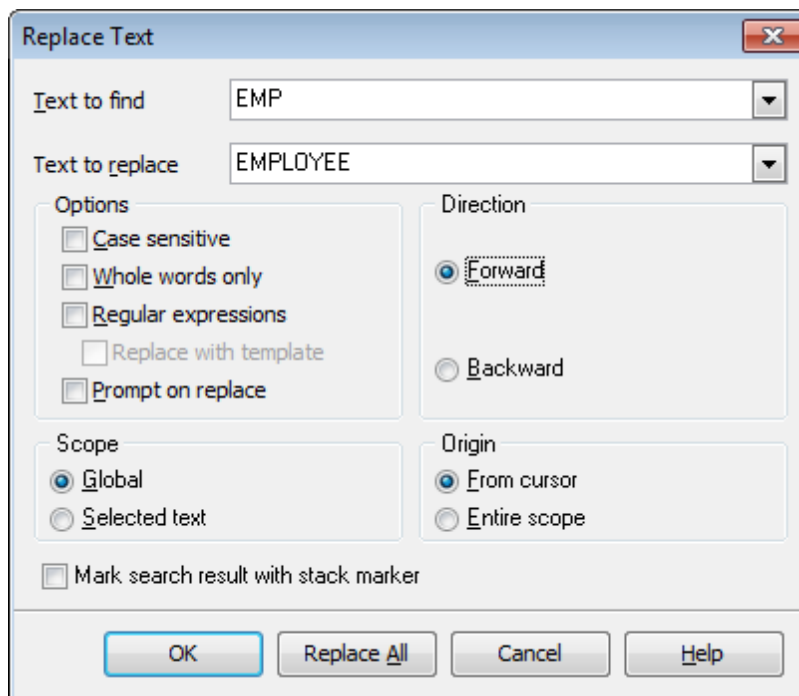 Replace Text
Text to find EMP
Text to replace EMPLOYEE
Options
Case sensitive
Whole words only
Regular expressions
Replace with template
Prompt on replace
Direction
Forward
Backward
Scope
Global
Selected text
Origin
From cursor
Entire scope
Mark search result with stack marker
OK Replace All Cancel Help